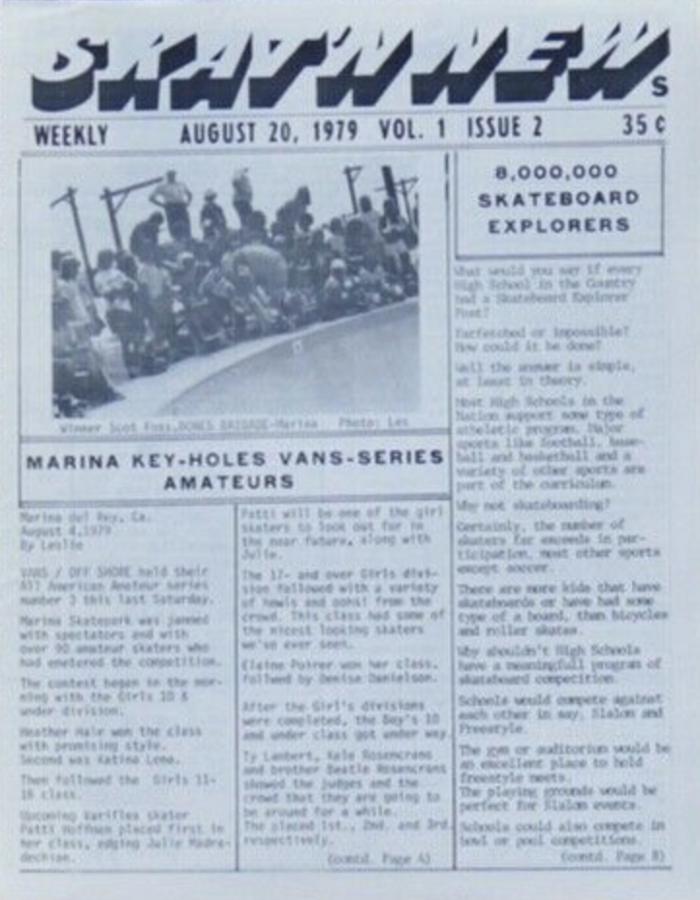 SKAT'N NEWs
WEEKLY AUGUST 20, 1979 VOL. 1 ISSUE 2 35 ¢
Winner Scot Foss, BONES BRIGADE-Marina Photo: Les
MARINA KEY-HOLES VANS-SERIES
AMATEURS
Marina del Rey, Ca.
August 4, 1979
By Leslie
VANS / OFF SHORE held their
All American Amateur series
number 3 this last Saturday.
Marina Skatepark was jammed
with spectators and with
over 90 amateur skaters who
had enetered the competition.
The contest began in the mor-
ning with the Girls 10 &
under division.
Heather Hair won the class
with promising style.
Second was Katina Lena.
Then followed the Girls 11-
16 class.
Upcoming Variflex skater
Patti Hoffman placed first in
her class, edging Julie
Patti will be one of the girl
skaters to look out for in
the near future, along with
Julie.
The 17- and over Girls divi-
sion followed with a variety
of howls and oohs! from the
crowd. This class had some of
the nicest looking skaters
we've ever seen.
Elaine won her class,
by Denise Danielson.
After the Girl's divisions
were completed, the Boy's 10
and under class got under way.
Ty Lambert, Kale Rosencrans
and brother Beatle Rosencrans
showed the judges and the
crowd that they are going to
be around for a while.
The placed 1st., 2nd, and 3rd.
respectively.
(contd. Page A)
8,000,000
SKATEBOARD
EXPLORERS
What would you say if every
High School in the Country
had a Skateboard Explorer
Post?
Farfetched or impossible?
How could it be done?
Well the answer is simple,
at least in theory.
Most High Schools in the
Nation support some type of
athletic program. Major
sports like football, base-
ball and basketball and a
variety of other sports are
part of the curriculum.
Why not skateboarding?
Certainly, the number of
skaters far exceeds in par-
ticipation, most other sports
except soccer.
There are more kids that have
skateboards or have had some
type of a board, than bicycles
and roller skates.
Why shouldn't High Schools
have a meaningful program of
skateboard competition.
Schools would compete against
each other in say, Slalom and
Freestyle.
The gym or auditorium would be
an excellent place to hold
freestyle meets.
The playing grounds would be
perfect for Slalom events.
Schools could also compete in
bowl or pool competitions.
(contd. Page B)